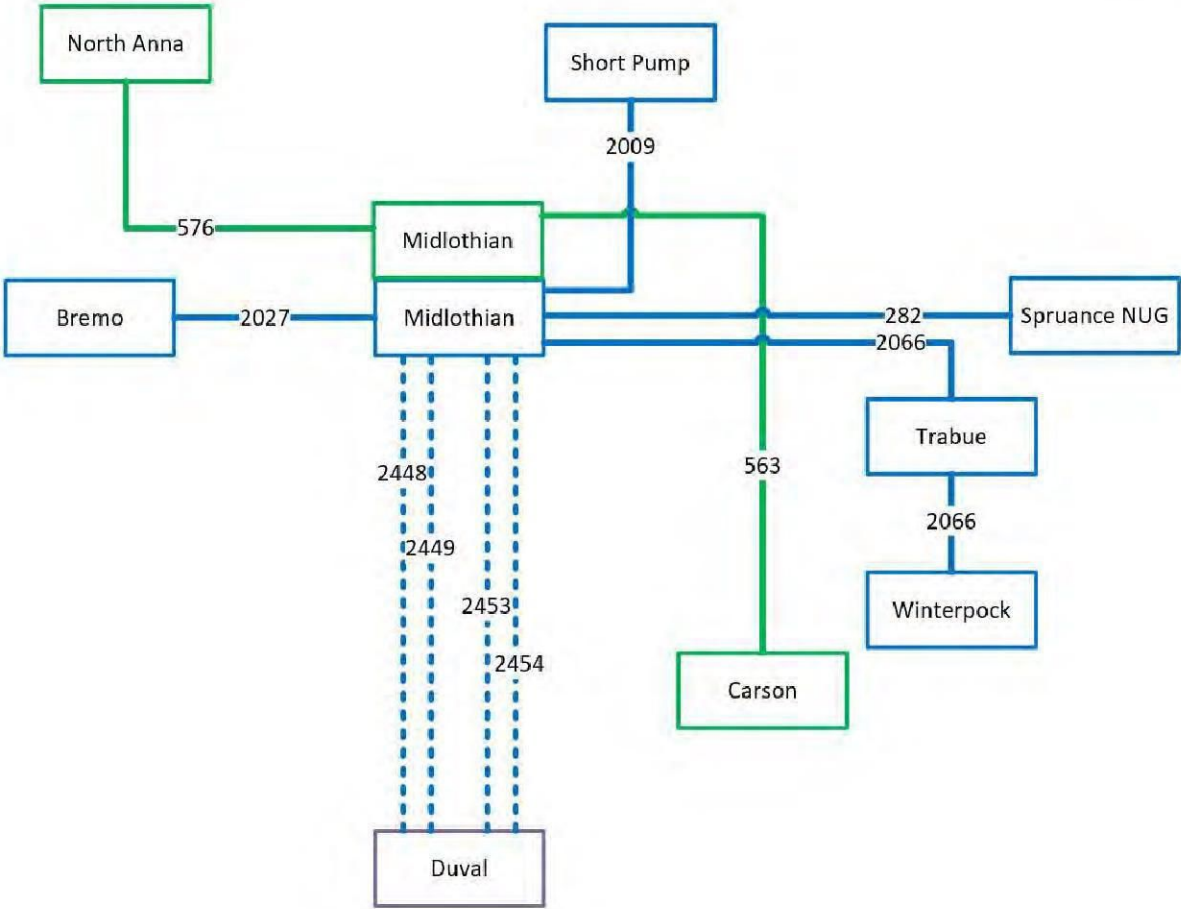 North Anna
Short Pump
2009
576
Midlothian
Bremo
2027
Midlothian
282
Spruance NUG
2066
Trabue
2448
563
2066
2449
2453
Winterpock
2454
Carson
Duval